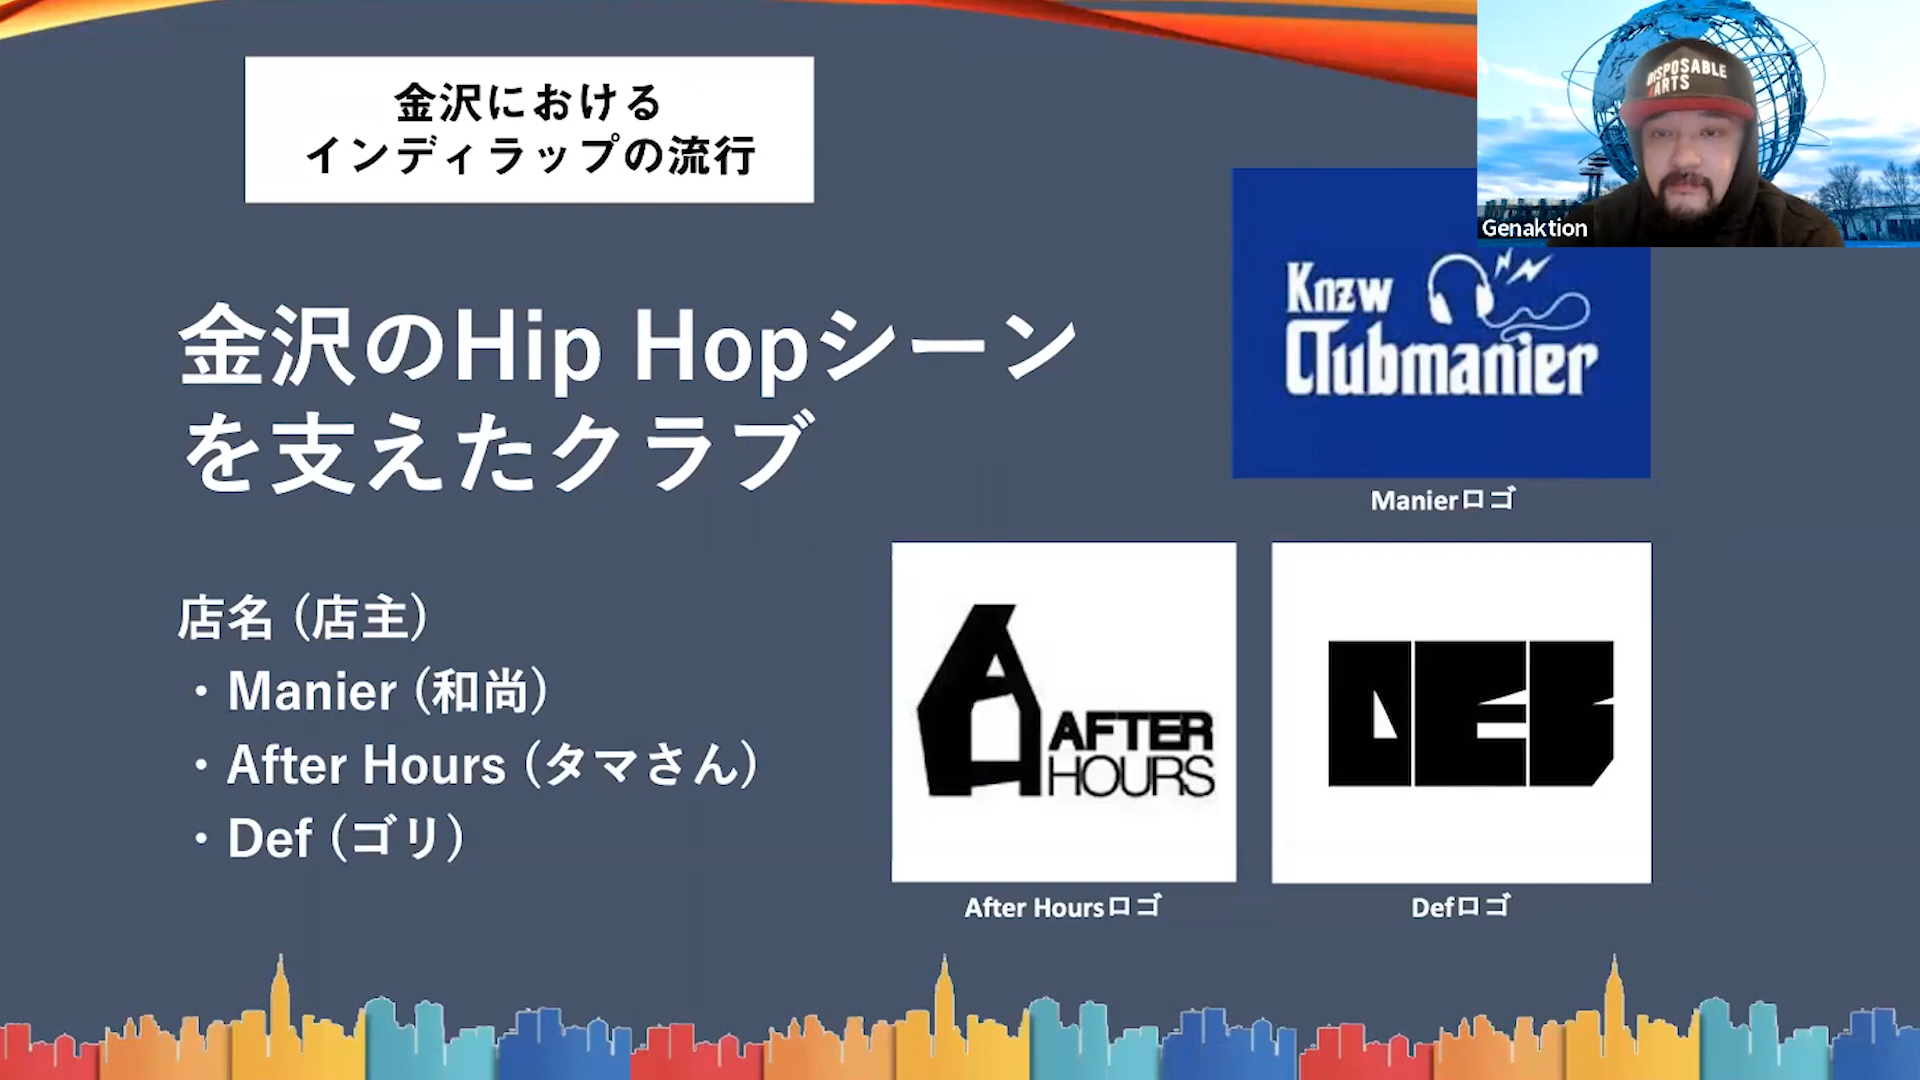 金沢における
インディラップの流行
DISPOSABLE
ARTS
Genaktion
金沢のHip Hopシーン
を支えたクラブ
Knzw
Clubmanier
Manierロゴ
店名 (店主)
・Manier (和尚)
・After Hours (タマさん)
・Def (ゴリ)
AFTER
HOURS
After Hoursロゴ
DEF
Defロゴ